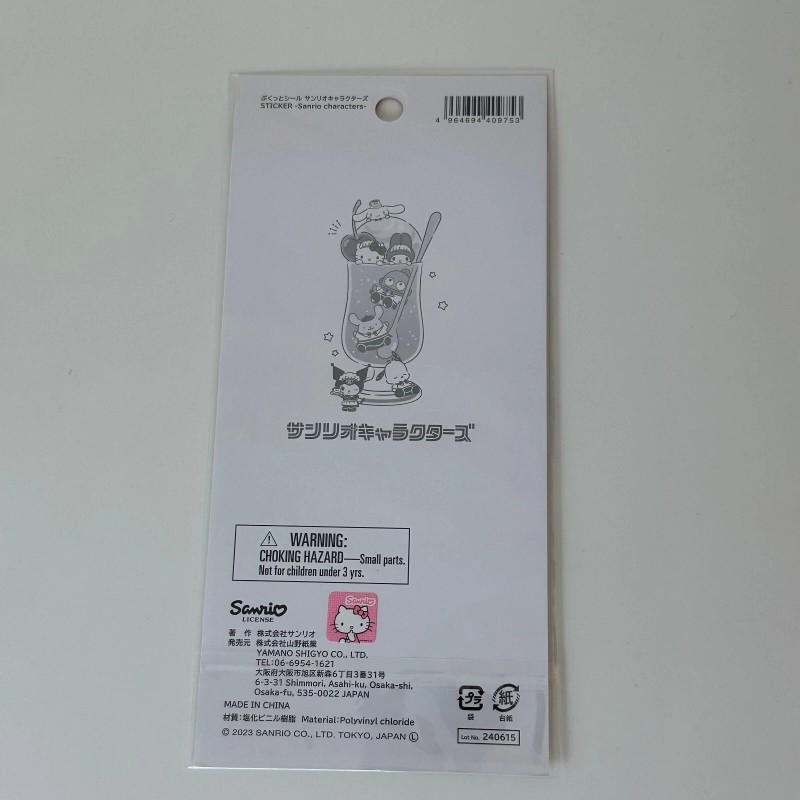 ぷくっとシール サンリオキャラクターズ
STICKER -Sanrio characters-
4 964694 409753
サンリオキャラクターズ
WARNING:
CHOKING HAZARD—Small parts.
Not for children under 3 yrs.
Sanrio
LICENSE
Sanrio
著 作 株式会社サンリオ
発売元 株式会社山野紙業
YAMANO SHIGYO CO., LTD.
TEL:06-6954-1621
大阪府大阪市旭区新森6丁目3番31号
6-3-31 Shinmori, Asahi-ku, Osaka-shi,
Osaka-fu, 535-0022 JAPAN
MADE IN CHINA
材質:塩化ビニル樹脂 Material:Polyvinyl chloride
© 2023 SANRIO CO., LTD. TOKYO, JAPAN Ⓛ
プラ
袋
紙
台紙
Lot No. 240615